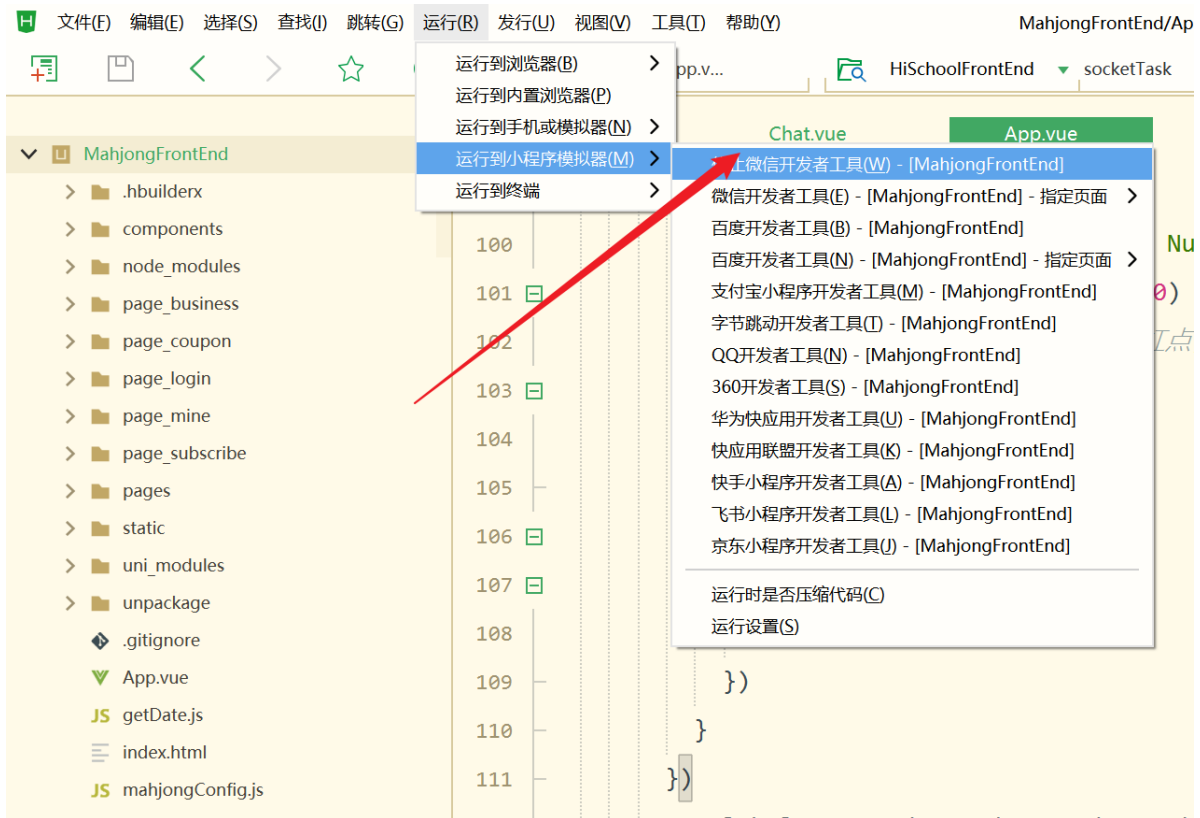 文件(F) 编辑(E) 选择(S) 查找(I) 跳转(G) 运行(R) 发行(U) 视图(V) 工具(T) 帮助(Y) MahjongFrontEnd/Ap
pp.v... HiSchoolFrontEnd socketTask
Chat.vue App.vue
运行到浏览器(B)
运行到内置浏览器(P)
运行到手机或模拟器(N)
运行到小程序模拟器(M)
运行到终端
微信开发者工具(W) - [MahjongFrontEnd]
微信开发者工具(E) - [MahjongFrontEnd] - 指定页面
百度开发者工具(B) - [MahjongFrontEnd]
百度开发者工具(N) - [MahjongFrontEnd] - 指定页面
支付宝小程序开发者工具(M) - [MahjongFrontEnd]
字节跳动开发者工具(T) - [MahjongFrontEnd]
QQ开发者工具(N) - [MahjongFrontEnd]
360开发者工具(S) - [MahjongFrontEnd]
华为快应用开发者工具(U) - [MahjongFrontEnd]
快应用联盟开发者工具(K) - [MahjongFrontEnd]
快手小程序开发者工具(A) - [MahjongFrontEnd]
飞书小程序开发者工具(L) - [MahjongFrontEnd]
京东小程序开发者工具(J) - [MahjongFrontEnd]
运行时是否压缩代码(C)
运行设置(S)
MahjongFrontEnd
.hbuilderx
components
node_modules
page_business
page_coupon
page_login
page_mine
page_subscribe
pages
static
uni_modules
unpackage
.gitignore
App.vue
JS getDate.js
index.html
JS mahjongConfig.js
100 Nu
101 0)
102 点
103
104
105
106
107
108
109 })
110 }
111 })